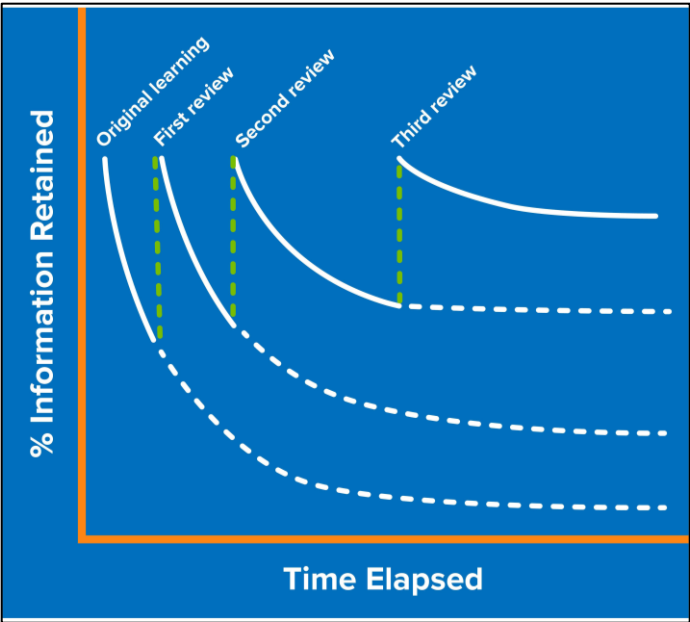 Original learning
First review
Second review
Third review
% Information Retained
Time Elapsed